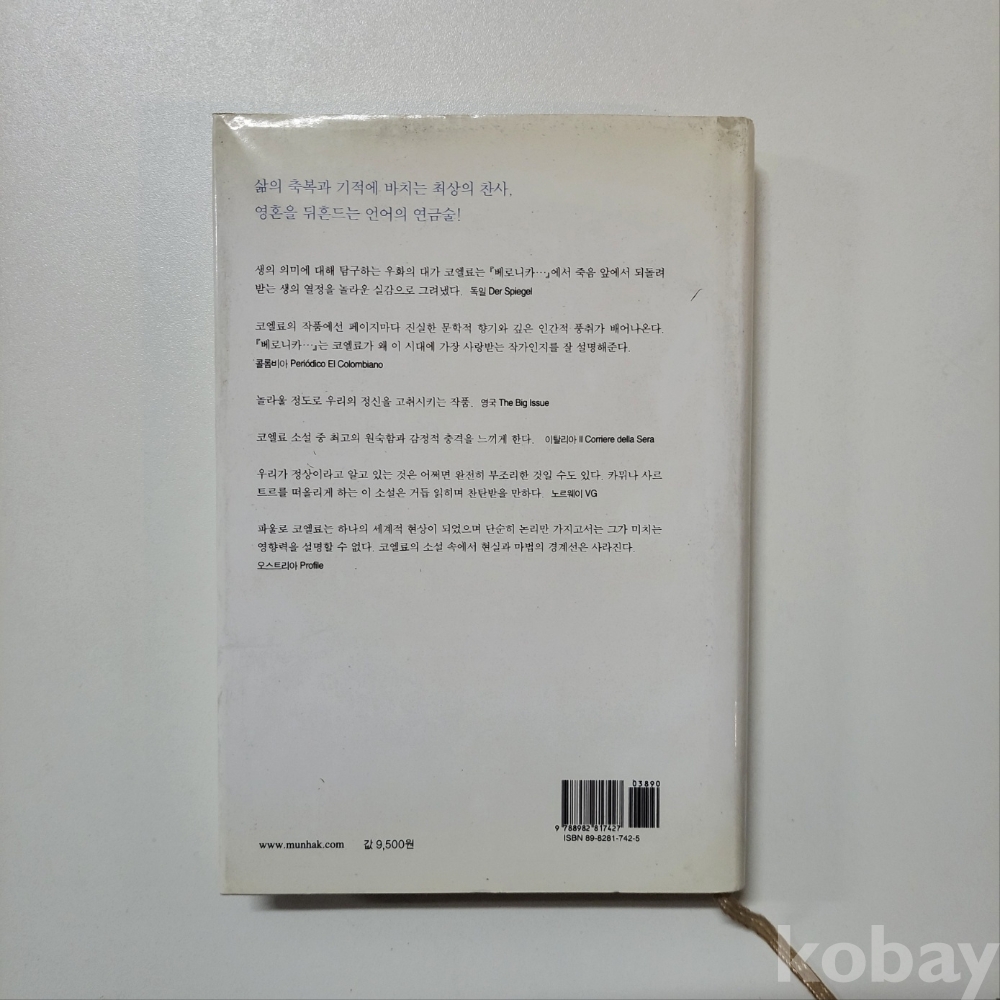 삶의 축복과 기적에 바치는 최상의 찬사,
영혼을 뒤흔드는 언어의 연금술!
생의 의미에 대해 탐구하는 우화의 대가 코엘료는 『베로니카…』에서 죽음 앞에서 되돌려
받는 생의 열정을 놀라운 실감으로 그려냈다. 독일 Der Spiegel
코엘료의 작품에선 페이지마다 진실한 문학적 향기와 깊은 인간적 풍취가 배어나온다.
『베로니카…』는 코엘료가 왜 이 시대에 가장 사랑받는 작가인지를 잘 설명해준다.
콜롬비아 Periódico El Colombiano
놀라울 정도로 우리의 정신을 고취시키는 작품. 영국 The Big Issue
코엘료 소설 중 최고의 원숙함과 감정적 충격을 느끼게 한다. 이탈리아 Il Corriere della Sera
우리가 정상이라고 알고 있는 것은 어쩌면 완전히 부조리한 것일 수도 있다. 카뮈나 사르
트르를 떠올리게 하는 이 소설은 거듭 읽히며 찬탄받을 만하다. 노르웨이 VG
파울로 코엘료는 하나의 세계적 현상이 되었으며 단순히 논리만 가지고서는 그가 미치는
영향력을 설명할 수 없다. 코엘료의 소설 속에서 현실과 마법의 경계선은 사라진다.
오스트리아 Profile
03890
9 788982 817427
ISBN 89-8281-742-5
www.munhak.com 값 9,500원
kobay